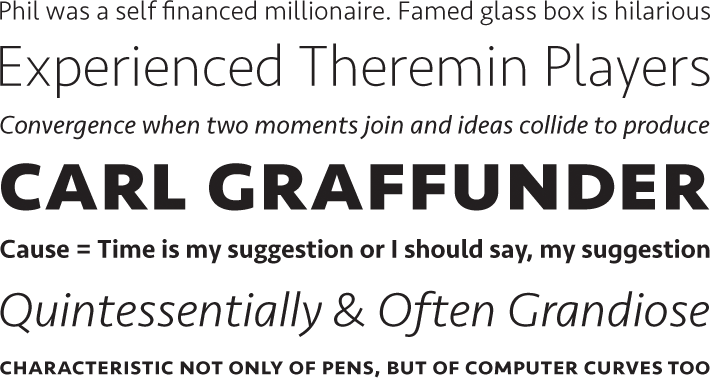 Phil was a self financed millionaire. Famed glass box is hilarious
Experienced Theremin Players
Convergence when two moments join and ideas collide to produce
CARL GRAFFUNDER
Cause = Time is my suggestion or I should say, my suggestion
Quintessentially & Often Grandiose
CHARACTERISTIC NOT ONLY OF PENS, BUT OF COMPUTER CURVES TOO